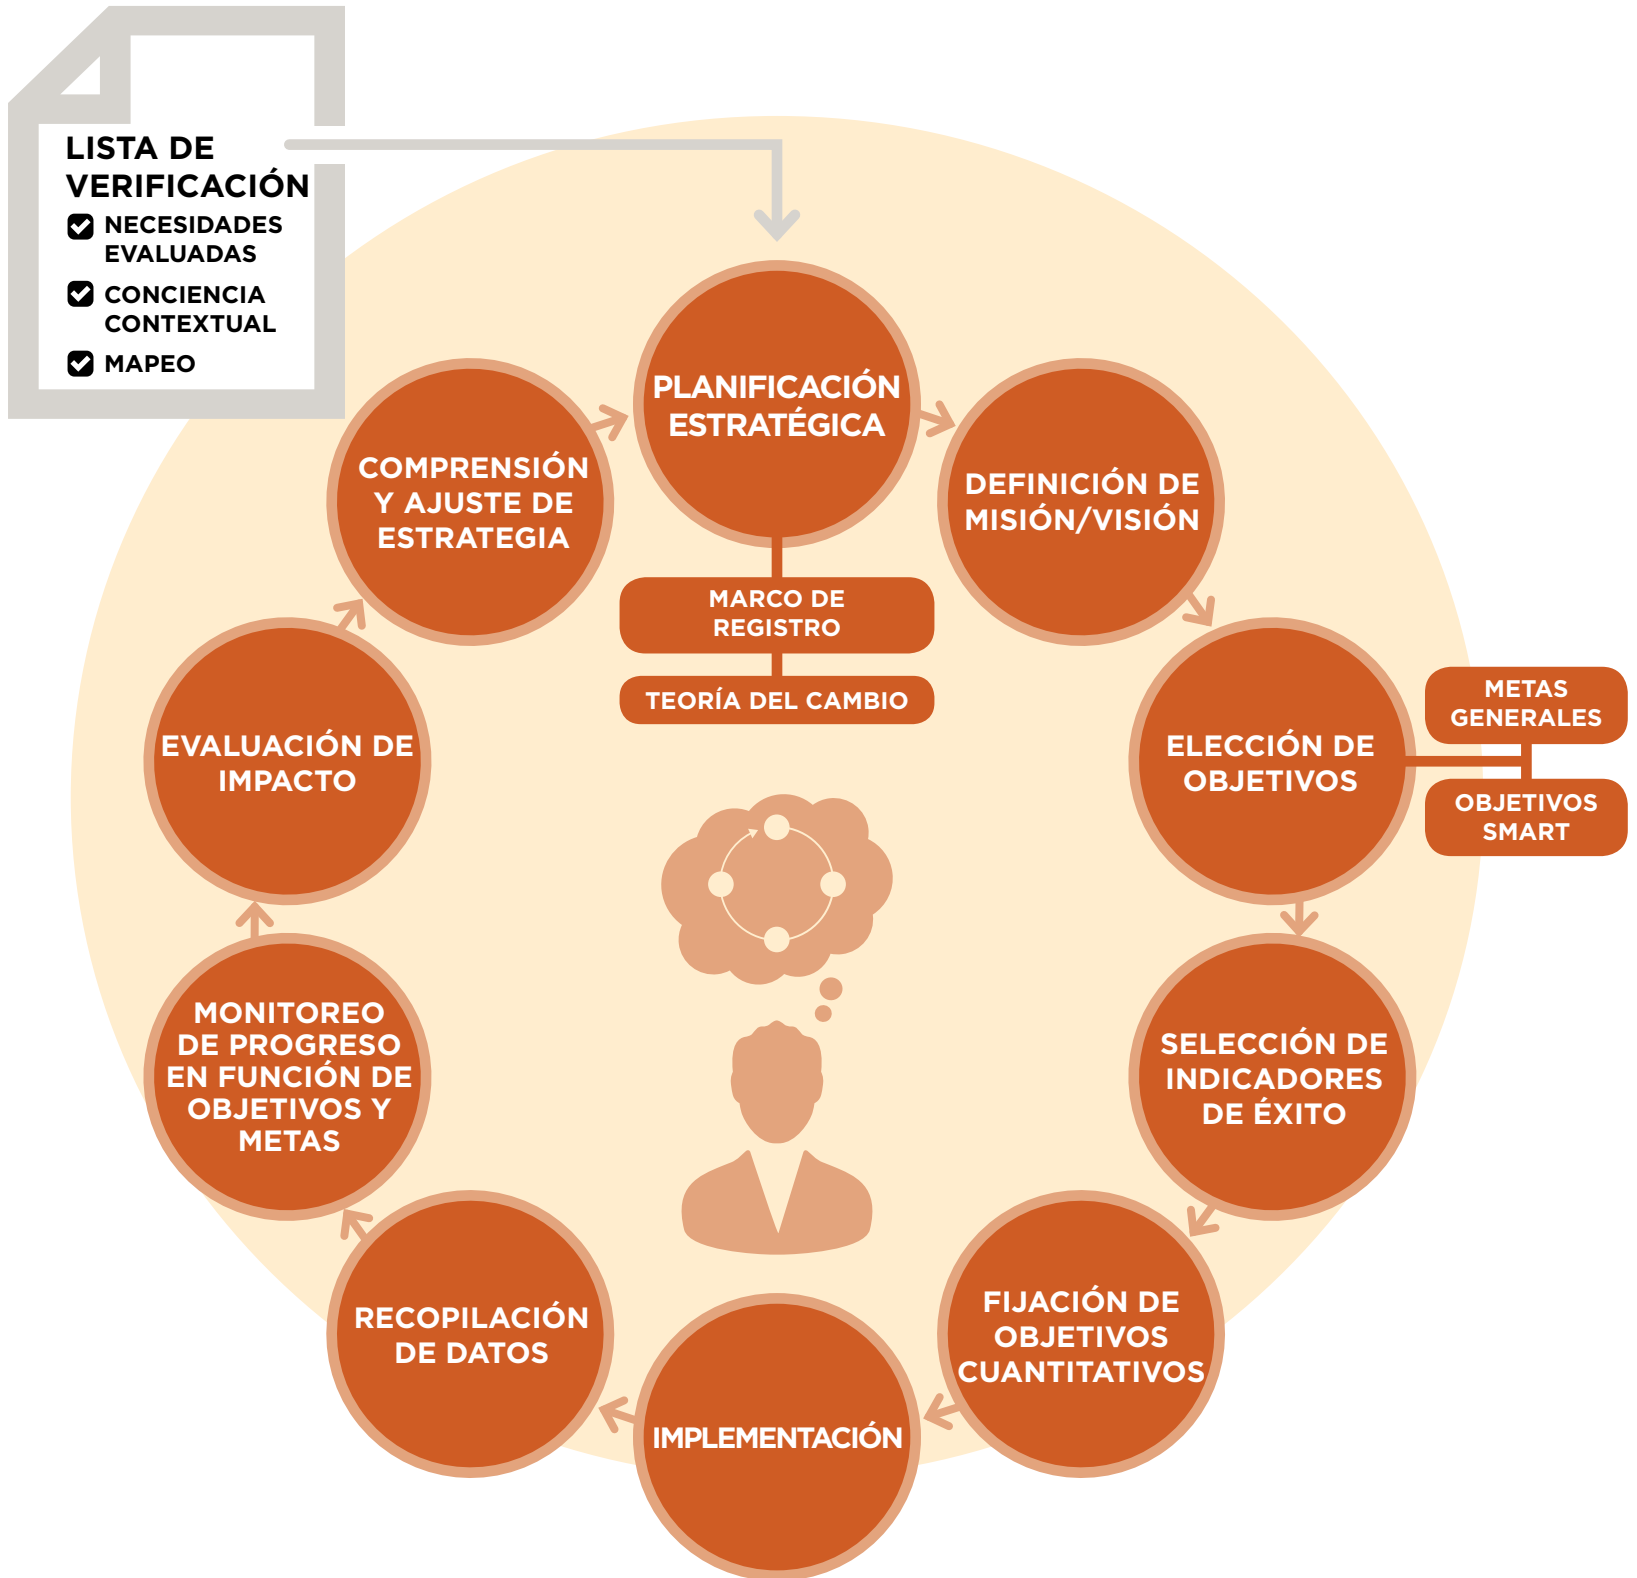 LISTA DE
VERIFICACIÓN
NECESIDADES
EVALUADAS
CONCIENCIA
CONTEXTUAL
MAPEO
PLANIFICACIÓN
ESTRATÉGICA
MARCO DE
REGISTRO
TEORÍA DEL CAMBIO
DEFINICIÓN DE
MISIÓN/VISIÓN
ELECCIÓN DE
OBJETIVOS
METAS
GENERALES
OBJETIVOS
SMART
SELECCIÓN DE
INDICADORES
DE ÉXITO
FIJACIÓN DE
OBJETIVOS
CUANTITATIVOS
IMPLEMENTACIÓN
RECOPILACIÓN
DE DATOS
MONITOREO
DE PROGRESO
EN FUNCIÓN DE
OBJETIVOS Y
METAS
EVALUACIÓN DE
IMPACTO
COMPRENSIÓN
Y AJUSTE DE
ESTRATEGIA